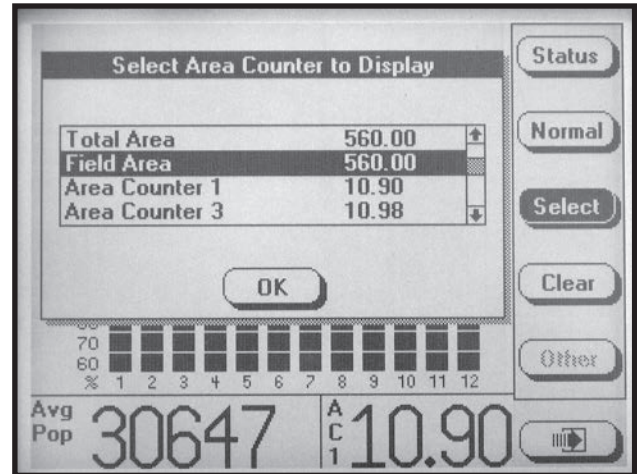 Select Area Counter to Display
Total Area 560.00
Field Area 560.00
Area Counter 1 10.90
Area Counter 3 10.98
OK
Status
Normal
Select
Clear
Other
70
60
% 1 2 3 4 5 6 7 8 9 10 11 12
Avg Pop 30647
AC1 10.90